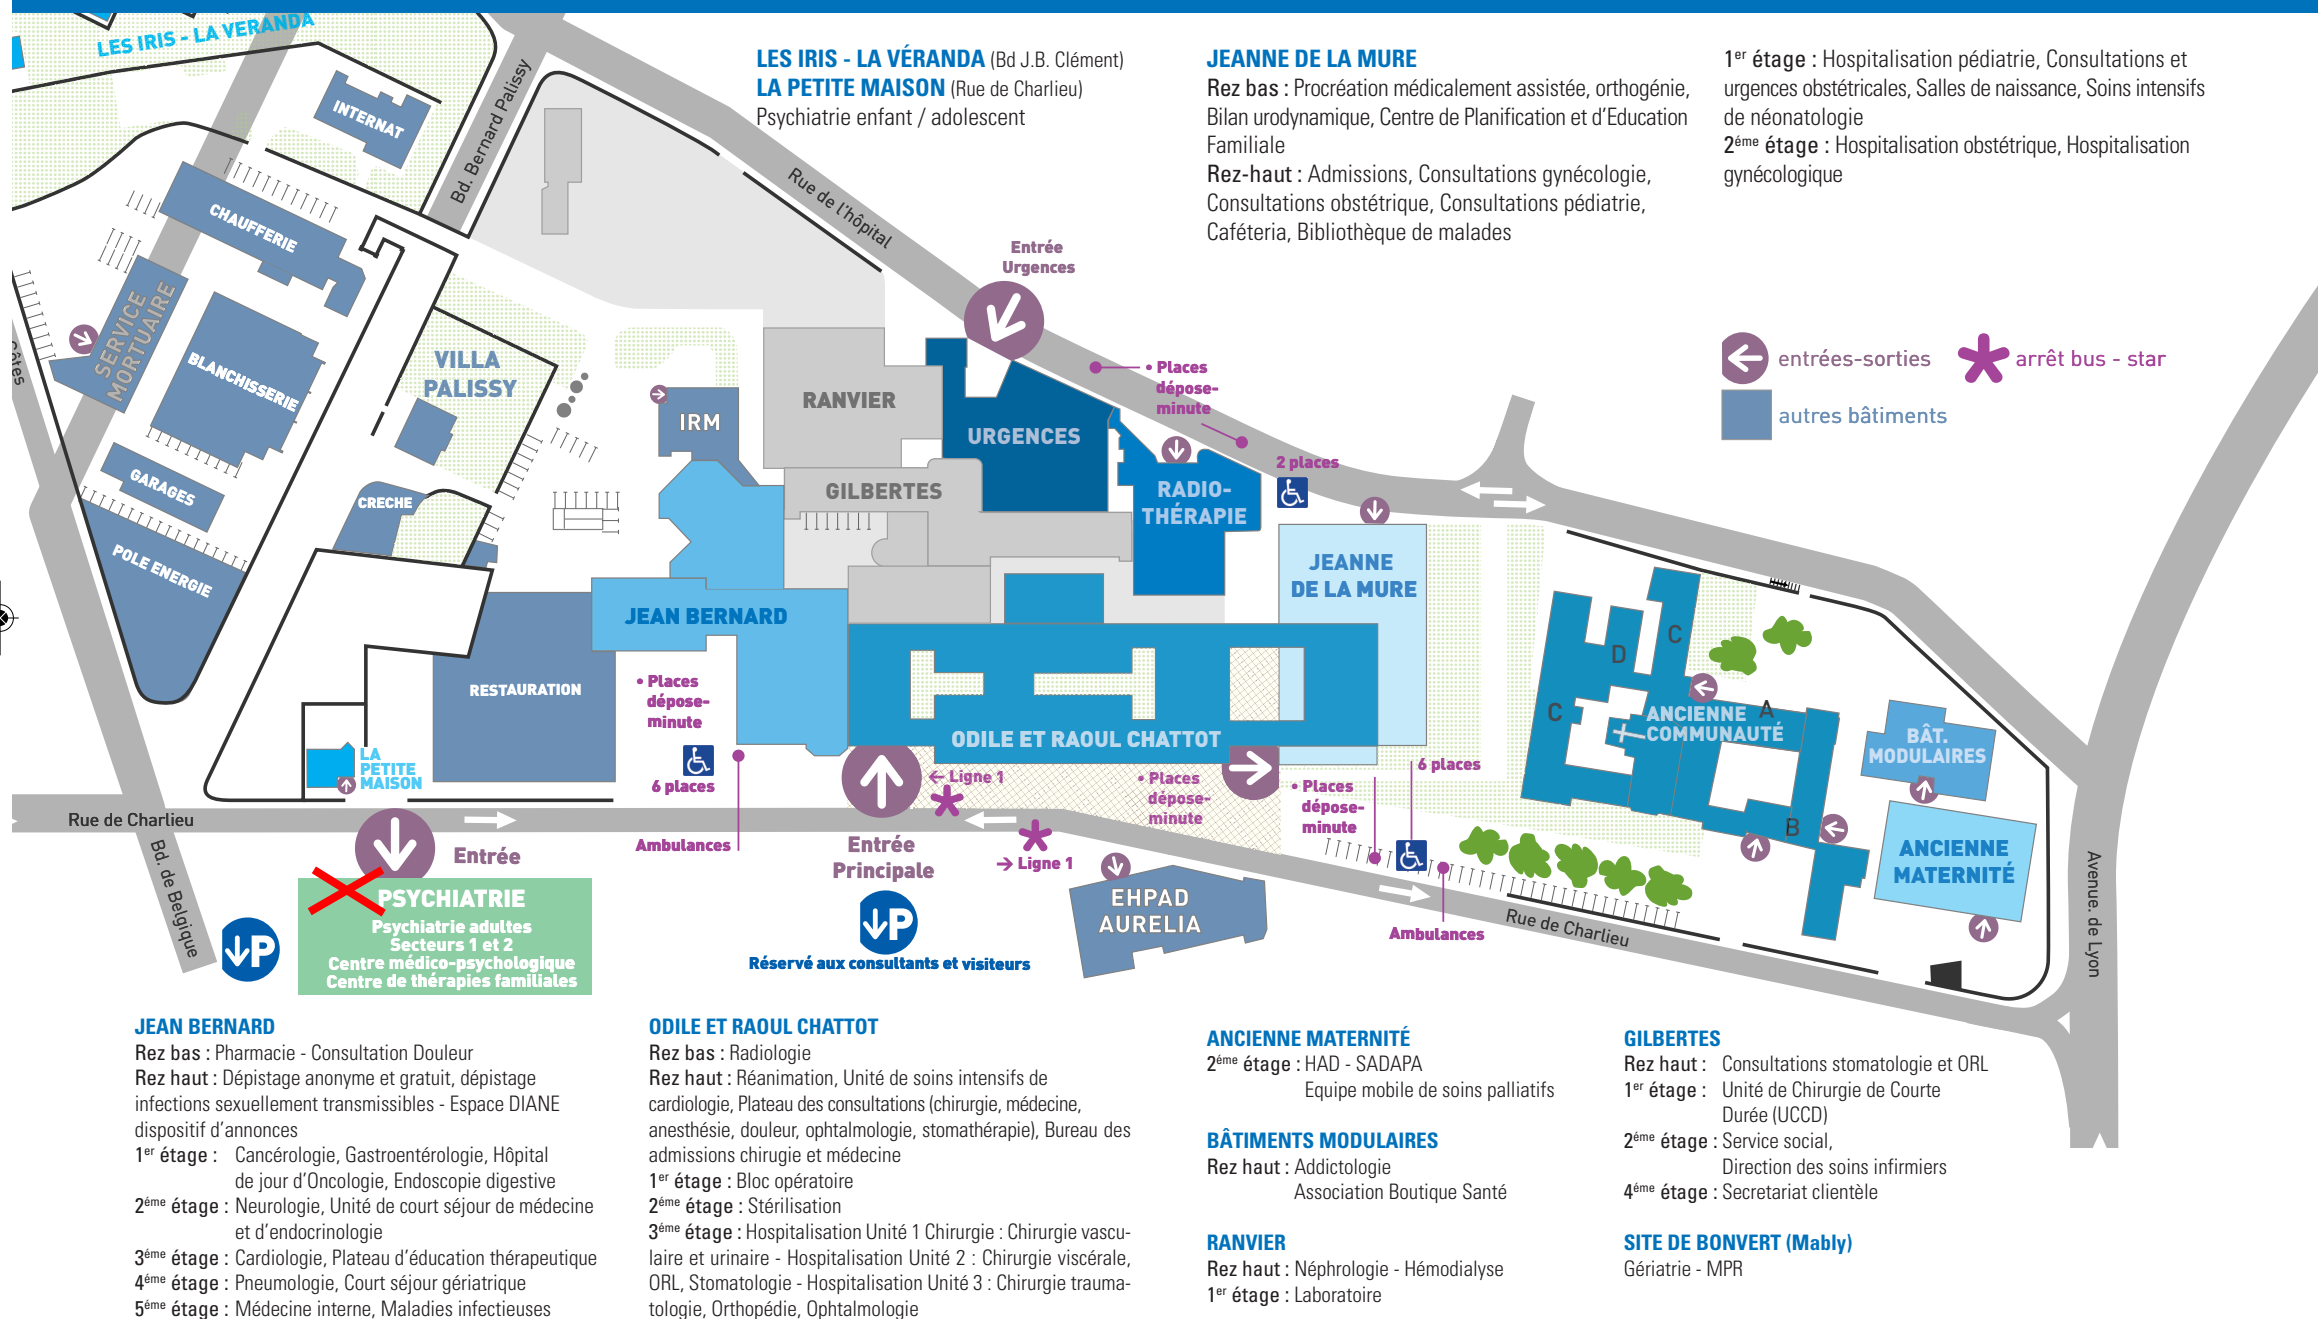 LES IRIS - LA VERANDA
INTERNAT
CHAUFFERIE
SERVICE
MORTUAIRE
BLANCHISSERIE
GARAGES
POLE ENERGIE
VILLA
PALISSY
CRECHE
Bd. Bernard Palissy
Rue de l'hôpital
LES IRIS - LA VÉRANDA (Bd J.B. Clément)
LA PETITE MAISON (Rue de Charlieu)
Psychiatrie enfant / adolescent
JEANNE DE LA MURE
Rez bas : Procréation médicalement assistée, orthogénie,
Bilan urodynamique, Centre de Planification et d'Education
Familiale
Rez-haut : Admissions, Consultations gynécologie,
Consultations obstétrique, Consultations pédiatrie,
Caféteria, Bibliothèque de malades
1er étage : Hospitalisation pédiatrie, Consultations et
urgences obstétricales, Salles de naissance, Soins intensifs
de néonatologie
2éme étage : Hospitalisation obstétrique, Hospitalisation
gynécologique
Entrée
Urgences
• Places
dépose-
minute
entrées-sorties
arrêt bus - star
autres bâtiments
RANVIER
IRM
URGENCES
GILBERTES
RADIO-
THÉRAPIE
2 places
JEANNE
DE LA MURE
JEAN BERNARD
RESTAURATION
• Places
dépose-
minute
6 places
Ambulances
ODILE ET RAOUL CHATTOT
← Ligne 1
→ Ligne 1
• Places
dépose-
minute
• Places
dépose-
minute
6 places
Ambulances
C
D
C
A
B
ANCIENNE
COMMUNAUTÉ
BÂT.
MODULAIRES
ANCIENNE
MATERNITÉ
LA
PETITE
MAISON
Rue de Charlieu
Bd. de Belgique
Entrée
PSYCHIATRIE
Psychiatrie adultes
Secteurs 1 et 2
Centre médico-psychologique
Centre de thérapies familiales
P
Entrée
Principale
P
Réservé aux consultants et visiteurs
EHPAD
AURELIA
Rue de Charlieu
Avenue. de Lyon
JEAN BERNARD
Rez bas : Pharmacie - Consultation Douleur
Rez haut : Dépistage anonyme et gratuit, dépistage
infections sexuellement transmissibles - Espace DIANE
dispositif d'annonces
1er étage : Cancérologie, Gastroentérologie, Hôpital
de jour d'Oncologie, Endoscopie digestive
2éme étage : Neurologie, Unité de court séjour de médecine
et d'endocrinologie
3éme étage : Cardiologie, Plateau d'éducation thérapeutique
4éme étage : Pneumologie, Court séjour gériatrique
5éme étage : Médecine interne, Maladies infectieuses
ODILE ET RAOUL CHATTOT
Rez bas : Radiologie
Rez haut : Réanimation, Unité de soins intensifs de
cardiologie, Plateau des consultations (chirurgie, médecine,
anesthésie, douleur, ophtalmologie, stomathérapie), Bureau des
admissions chirugie et médecine
1er étage : Bloc opératoire
2éme étage : Stérilisation
3éme étage : Hospitalisation Unité 1 Chirurgie : Chirurgie vascu-
laire et urinaire - Hospitalisation Unité 2 : Chirurgie viscérale,
ORL, Stomatologie - Hospitalisation Unité 3 : Chirurgie trauma-
tologie, Orthopédie, Ophtalmologie
ANCIENNE MATERNITÉ
2éme étage : HAD - SADAPA
Equipe mobile de soins palliatifs
BÂTIMENTS MODULAIRES
Rez haut : Addictologie
Association Boutique Santé
RANVIER
Rez haut : Néphrologie - Hémodialyse
1er étage : Laboratoire
GILBERTES
Rez haut : Consultations stomatologie et ORL
1er étage : Unité de Chirurgie de Courte
Durée (UCCD)
2éme étage : Service social,
Direction des soins infirmiers
4éme étage : Secretariat clientèle
SITE DE BONVERT (Mably)
Gériatrie - MPR